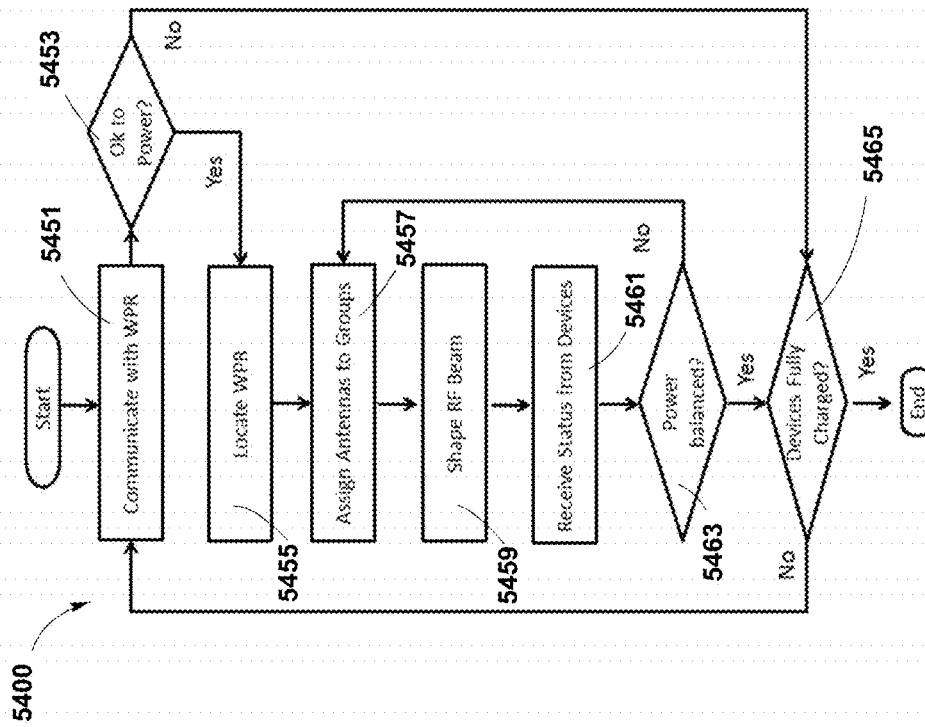 5400
Start
Communicate with WPR
5451
Ok to
Power?
5453
No
Yes
Locate WPR
5455
Assign Antennas to Groups
5457
Shape RF Beam
5459
Receive Status from Devices
5461
Power
balanced?
5463
No
Yes
Devices Fully
Charged?
5465
No
Yes
End